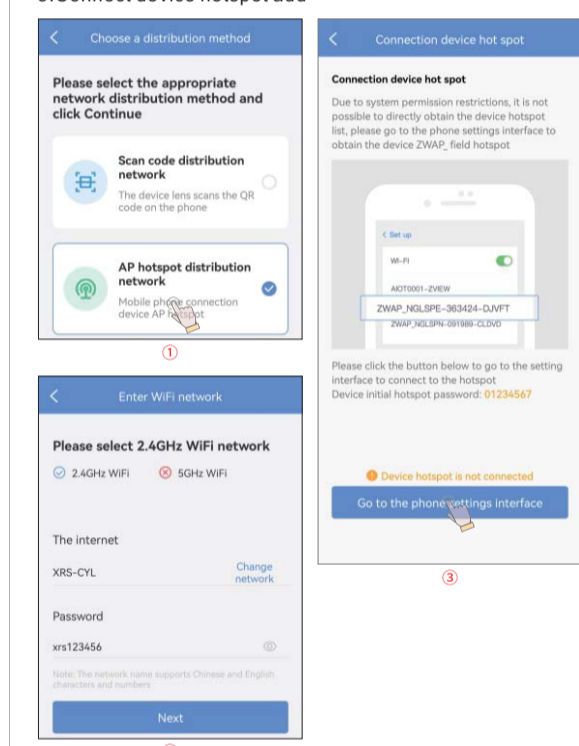 Connect device hotspot add
Choose a distribution method
Please select the appropriate
network distribution method and
click Continue
Scan code distribution
network
The device lens scans the QR
code on the phone
AP hotspot distribution
network
Mobile phone connection
device AP hotspot
①
Enter WiFi network
Please select 2.4GHz WiFi network
2.4GHz WiFi
5GHz WiFi
The internet
XRS-CYL
Change
network
Password
xrs123456
Note: The network name supports Chinese and English
characters and numbers
Next
Connection device hot spot
Connection device hot spot
Due to system permission restrictions, it is not
possible to directly obtain the device hotspot
list, please go to the phone settings interface to
obtain the device ZWAP_ field hotspot
Set up
WI-FI
AIOT0001-ZVIEW
ZWAP_NGLSPE-363424-DJVFT
ZWAP_NGLSPN-091989-CLDVD
Please click the button below to go to the setting
interface to connect to the hotspot
Device initial hotspot password: 01234567
Device hotspot is not connected
Go to the phone settings interface
③